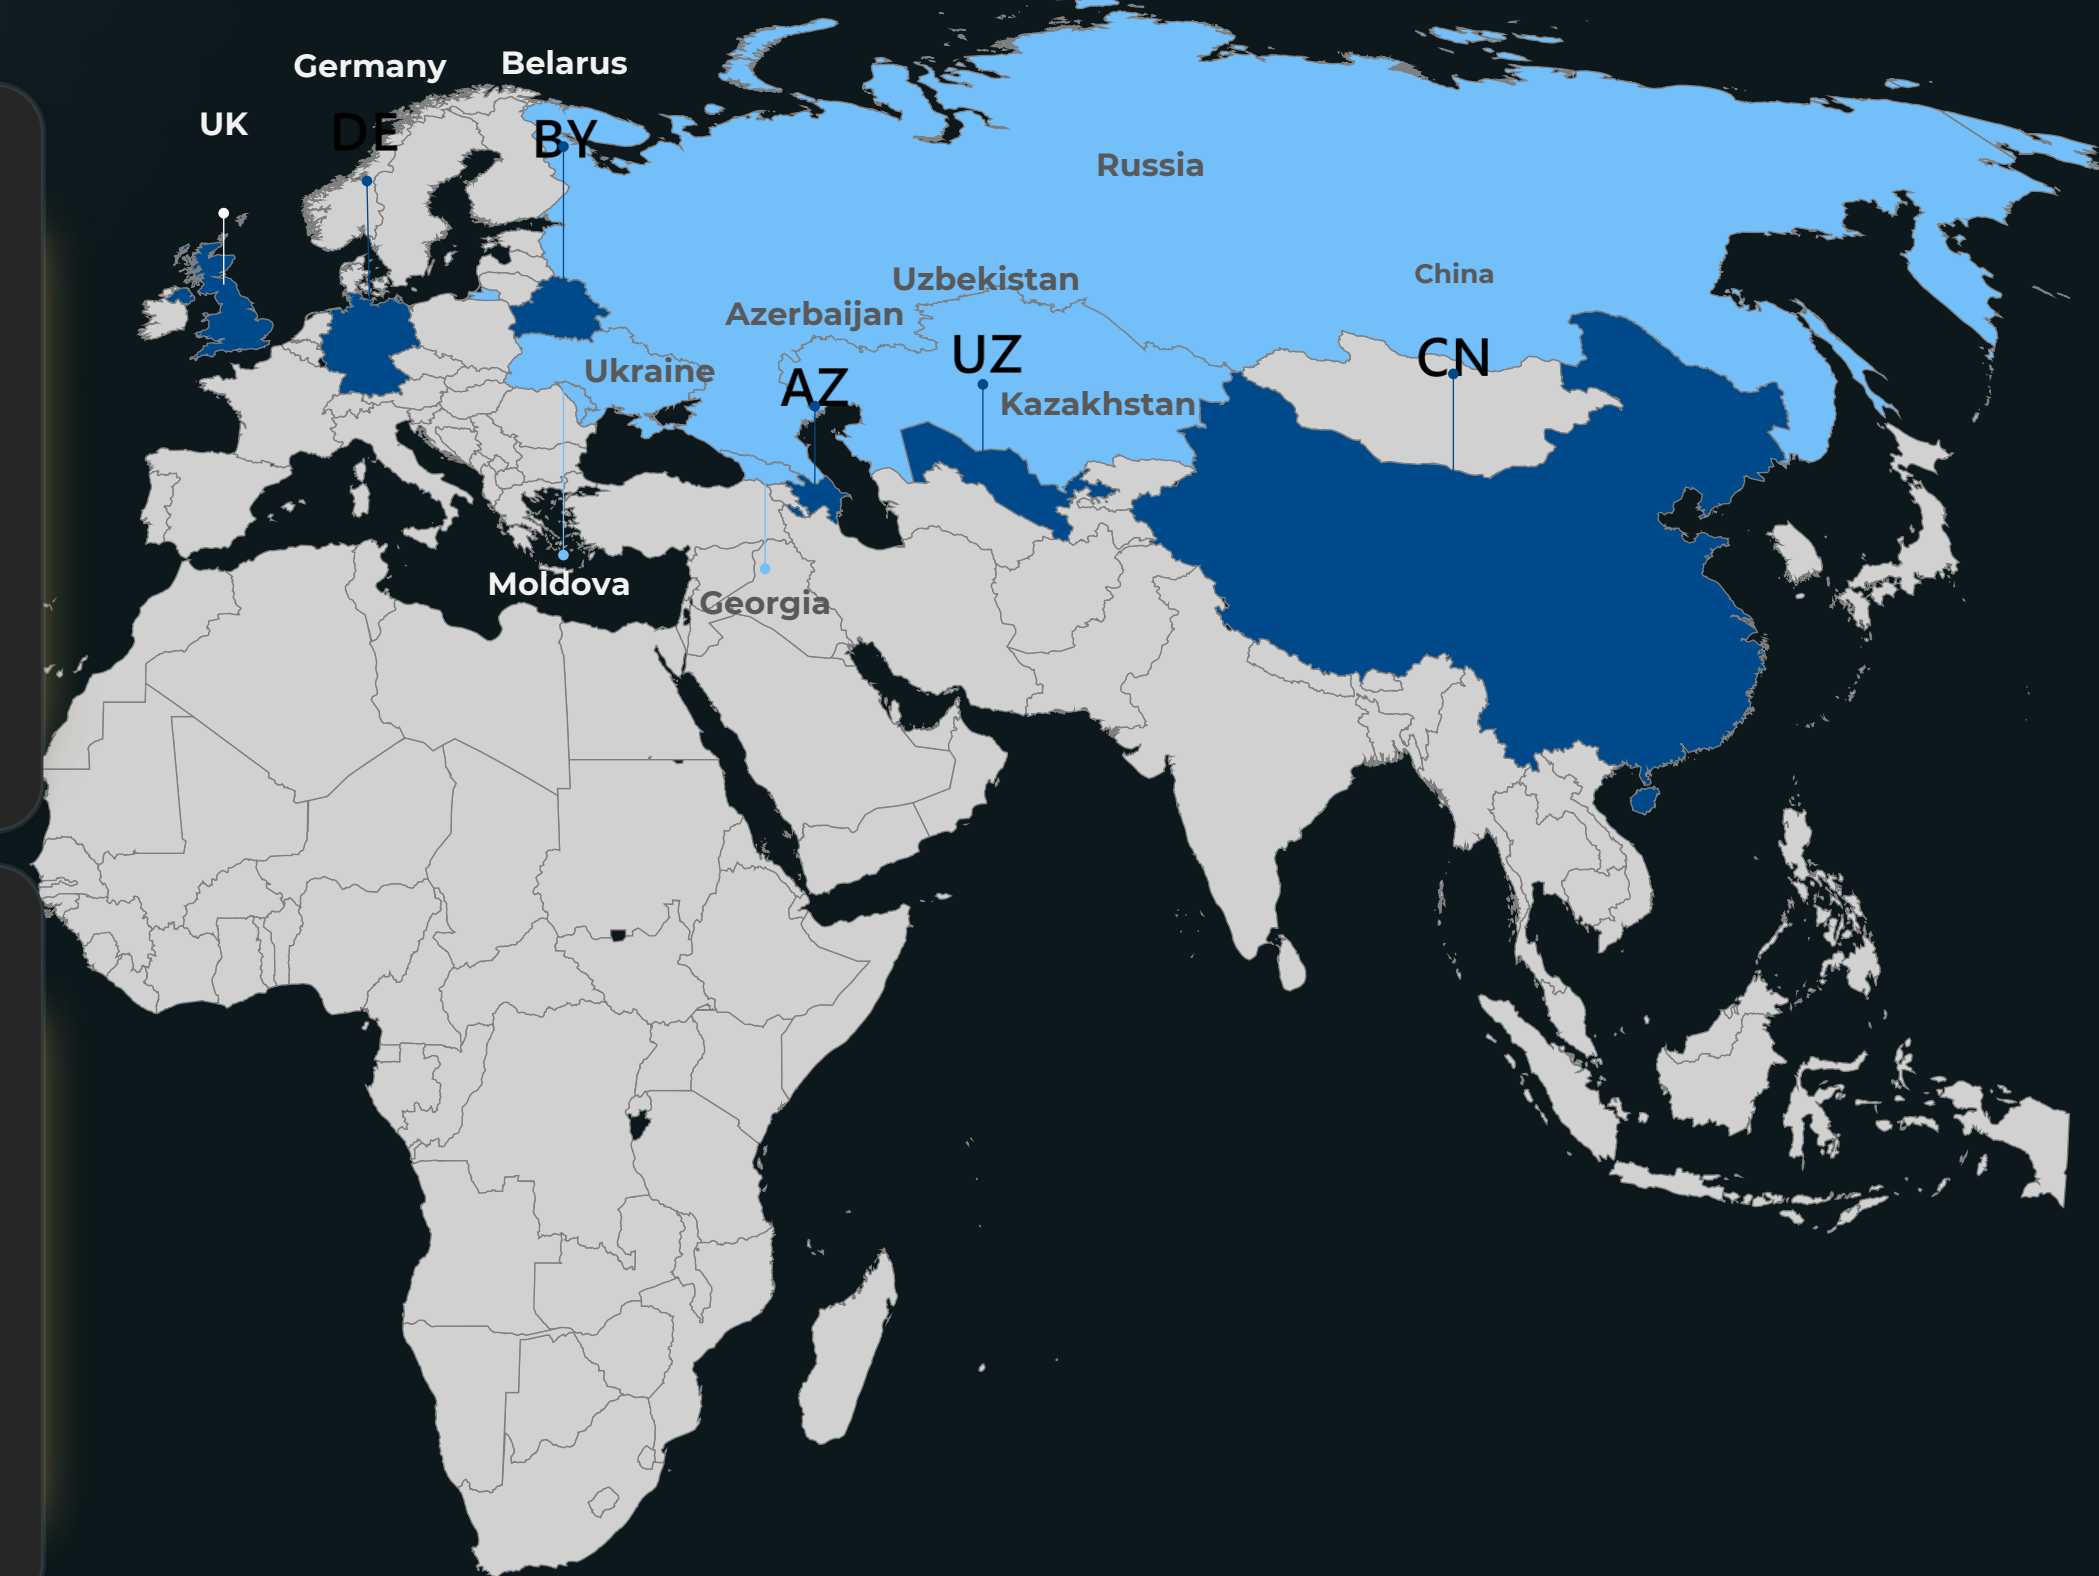 Germany
Belarus
UK
DE
BY
Russia
Uzbekistan
China
Azerbaijan
UZ
CN
Ukraine
AZ
Kazakhstan
Moldova
Georgia